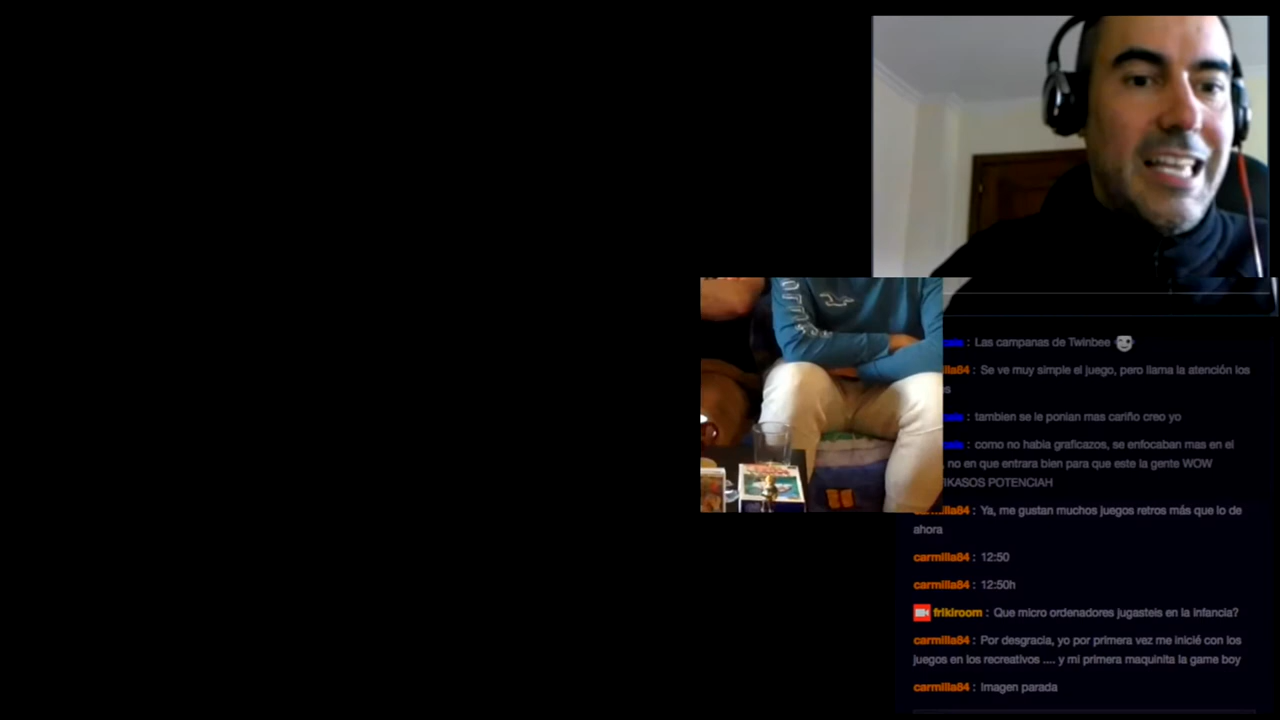 : Las campanas de Twinbee
lla84 : Se ve muy simple el juego, pero llama la atención los
s
: tambien se le ponian mas cariño creo yo
: como no habia graficazos, se enfocaban mas en el
, no en que entrara bien para que este la gente WOW
IKASOS POTENCIAH
carmilla84 : Ya, me gustan muchos juegos retros más que lo de
ahora
carmilla84 : 12:50
carmilla84 : 12:50h
frikiroom : Que micro ordenadores jugasteis en la infancia?
carmilla84 : Por desgracia, yo por primera vez me inicié con los
juegos en los recreativos .... y mi primera maquinita la game boy
carmilla84 : Imagen parada